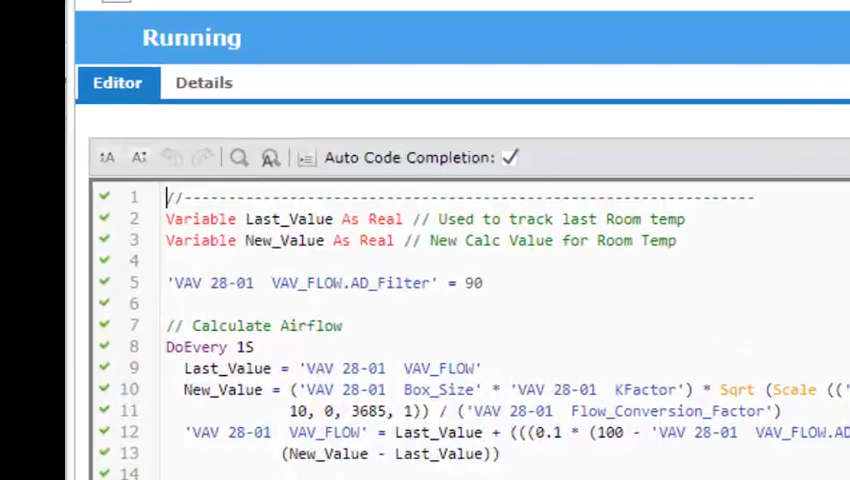 Running
Editor Details
Auto Code Completion:
1 //-----------------------------------------------------------------
2 Variable Last_Value As Real // Used to track last Room temp
3 Variable New_Value As Real // New Calc Value for Room Temp
4
5 'VAV 28-01  VAV_FLOW.AD_Filter' = 90
6
7 // Calculate Airflow
8 DoEvery 1S
9 Last_Value = 'VAV 28-01  VAV_FLOW'
10 New_Value = ('VAV 28-01  Box_Size' * 'VAV 28-01  KFactor') * Sqrt (Scale (('
11 10, 0, 3685, 1)) / ('VAV 28-01  Flow_Conversion_Factor')
12 'VAV 28-01  VAV_FLOW' = Last_Value + (((0.1 * (100 - 'VAV 28-01  VAV_FLOW.AD
13 (New_Value - Last_Value))
14